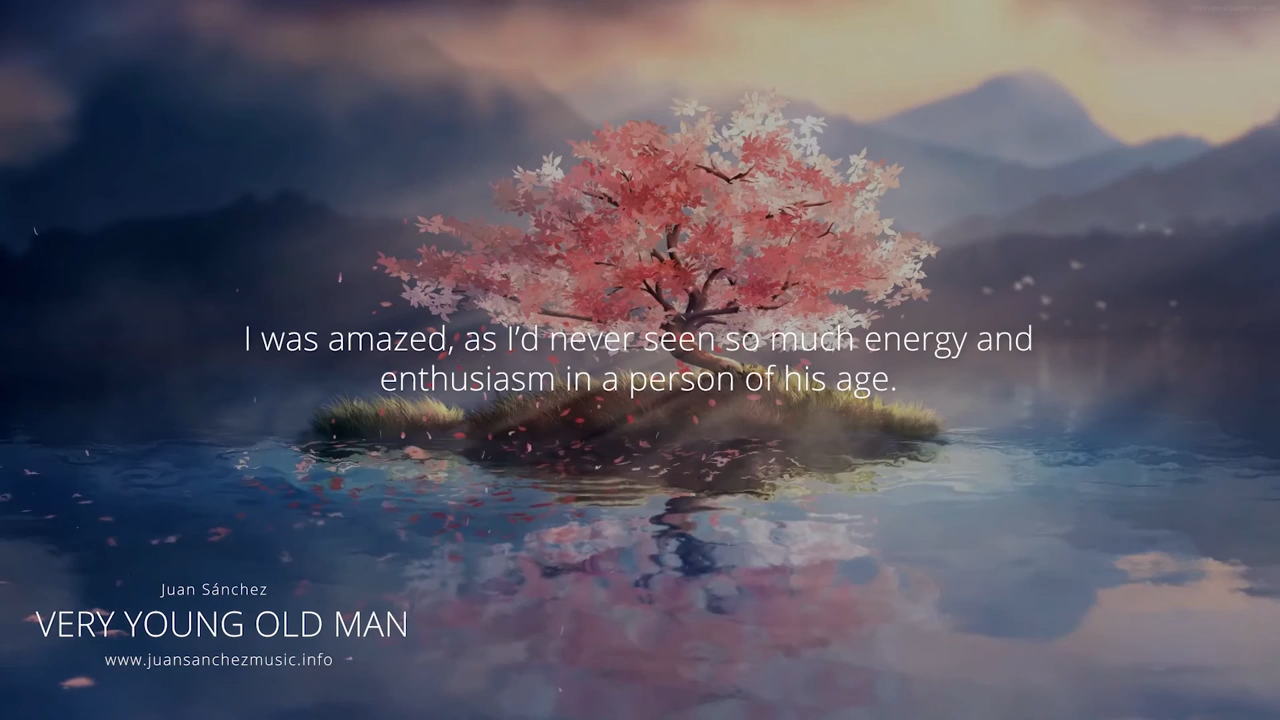 I was amazed, as I’d never seen so much energy and
enthusiasm in a person of his age.
Juan Sánchez
VERY YOUNG OLD MAN
www.juansanchezmusic.info